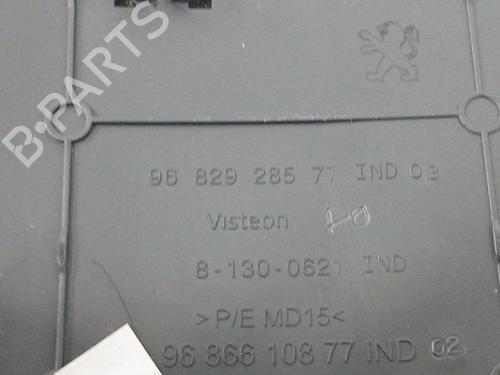 B-PARTS
96 829 285 77 IND 03
Visteon
8-130-0621 IND
>P/E MD15<
96 866 108 77 IND 02